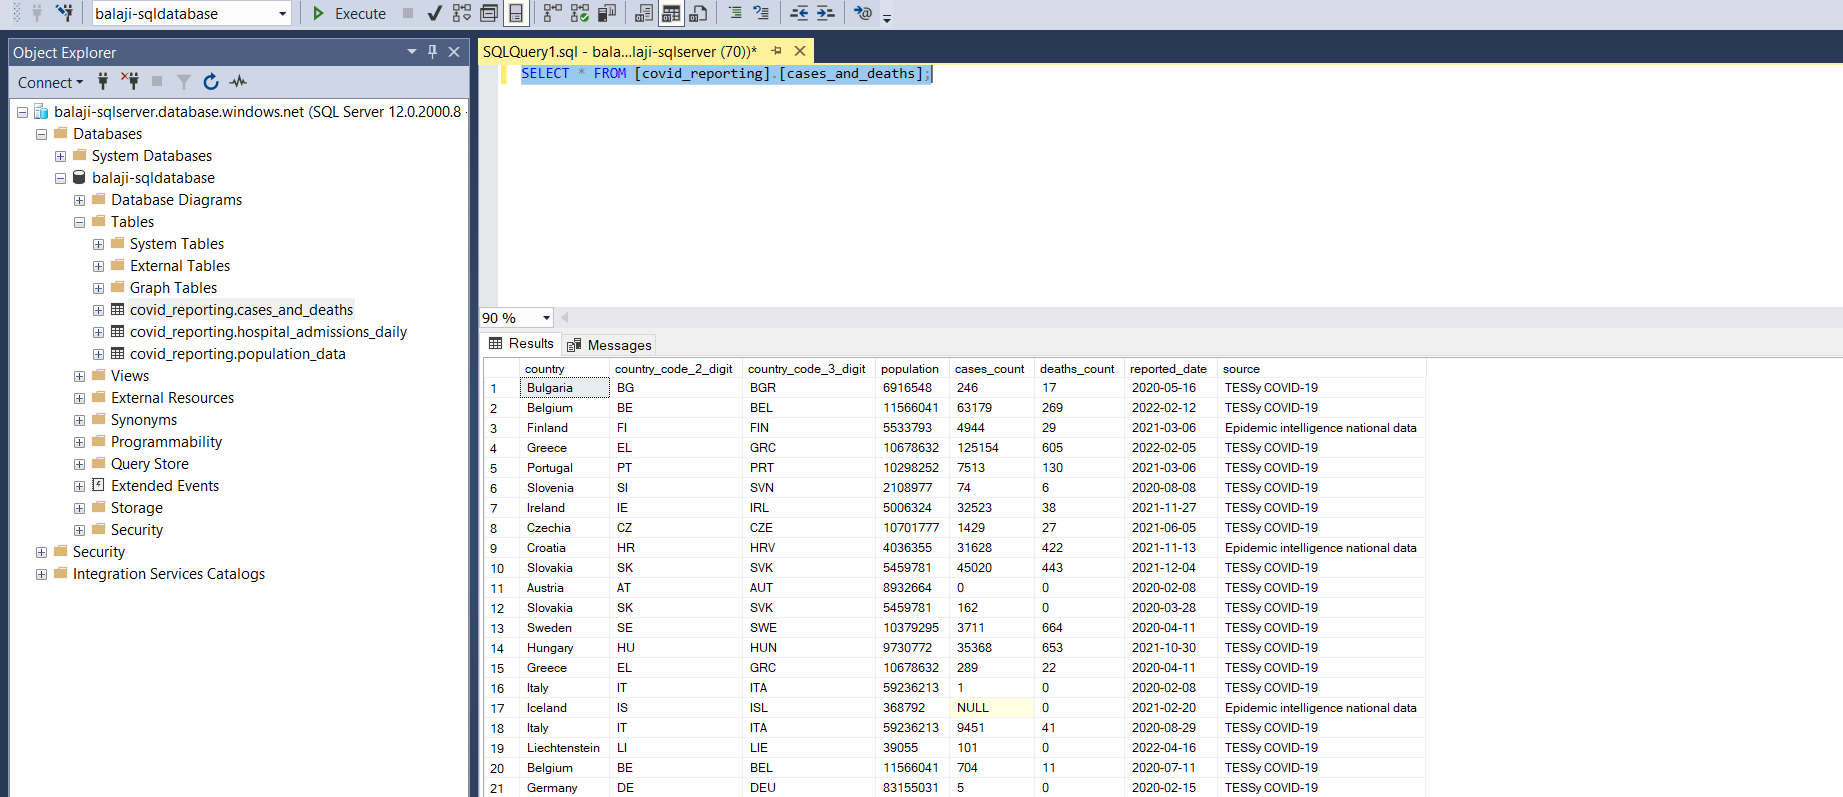 balaji-sqldatabase
Execute
Object Explorer
Connect
balaji-sqlserver.database.windows.net (SQL Server 12.0.2000.8 -
Databases
System Databases
balaji-sqldatabase
Database Diagrams
Tables
System Tables
External Tables
Graph Tables
covid_reporting.cases_and_deaths
covid_reporting.hospital_admissions_daily
covid_reporting.population_data
Views
External Resources
Synonyms
Programmability
Query Store
Extended Events
Storage
Security
Security
Integration Services Catalogs
SQLQuery1.sql - bala...laji-sqlserver (70))*
SELECT * FROM [covid_reporting].[cases_and_deaths];
90 %
Results Messages
country country_code_2_digit country_code_3_digit population cases_count deaths_count reported_date source
1 Bulgaria BG BGR 6916548 246 17 2020-05-16 TESSy COVID-19
2 Belgium BE BEL 11566041 63179 269 2022-02-12 TESSy COVID-19
3 Finland FI FIN 5533793 4944 29 2021-03-06 Epidemic intelligence national data
4 Greece EL GRC 10678632 125154 605 2022-02-05 TESSy COVID-19
5 Portugal PT PRT 10298252 7513 130 2021-03-06 TESSy COVID-19
6 Slovenia SI SVN 2108977 74 6 2020-08-08 TESSy COVID-19
7 Ireland IE IRL 5006324 32523 38 2021-11-27 TESSy COVID-19
8 Czechia CZ CZE 10701777 1429 27 2021-06-05 TESSy COVID-19
9 Croatia HR HRV 4036355 31628 422 2021-11-13 Epidemic intelligence national data
10 Slovakia SK SVK 5459781 45020 443 2021-12-04 TESSy COVID-19
11 Austria AT AUT 8932664 0 0 2020-02-08 TESSy COVID-19
12 Slovakia SK SVK 5459781 162 0 2020-03-28 TESSy COVID-19
13 Sweden SE SWE 10379295 3711 664 2020-04-11 TESSy COVID-19
14 Hungary HU HUN 9730772 35368 653 2021-10-30 TESSy COVID-19
15 Greece EL GRC 10678632 289 22 2020-04-11 TESSy COVID-19
16 Italy IT ITA 59236213 1 0 2020-02-08 TESSy COVID-19
17 Iceland IS ISL 368792 NULL 0 2021-02-20 Epidemic intelligence national data
18 Italy IT ITA 59236213 9451 41 2020-08-29 TESSy COVID-19
19 Liechtenstein LI LIE 39055 101 0 2022-04-16 TESSy COVID-19
20 Belgium BE BEL 11566041 704 11 2020-07-11 TESSy COVID-19
21 Germany DE DEU 83155031 5 0 2020-02-15 TESSy COVID-19